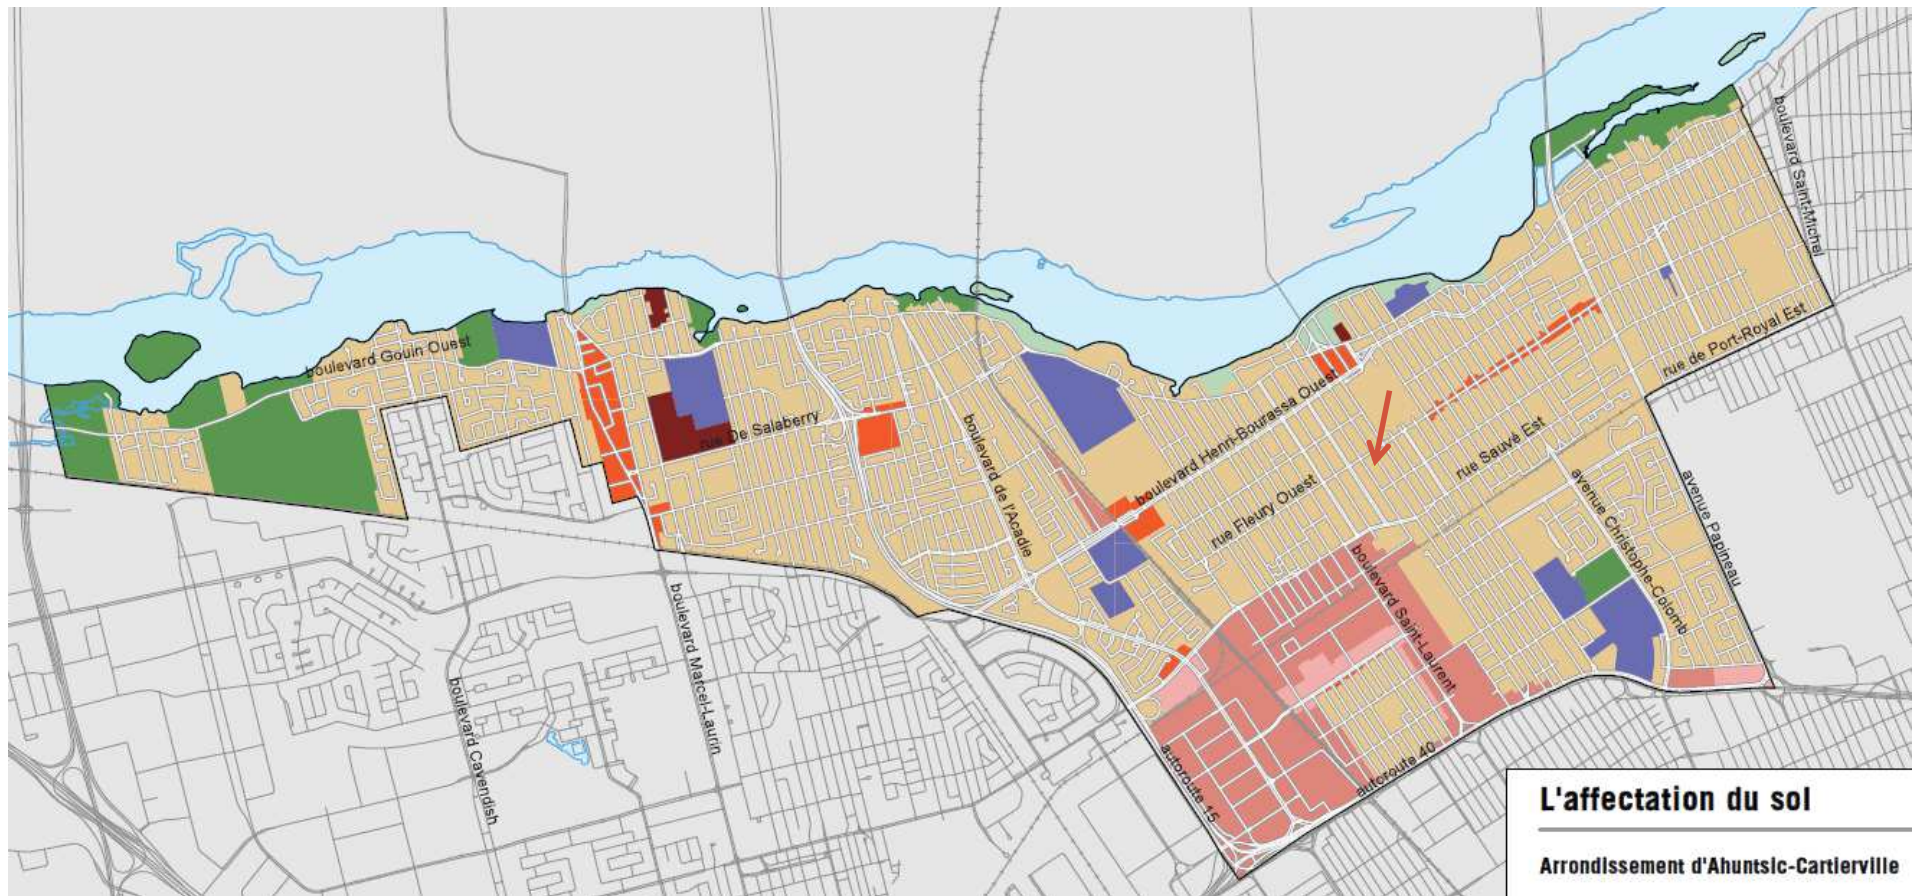 boulevard Saint-Michel
boulevard Gouin Ouest
rue De Salaberry
boulevard de l'Acadie
boulevard Henri-Bourassa Ouest
rue Fleury Ouest
rue Sauvé Est
rue de Port-Royal Est
avenue Christophe-Colomb
avenue Papineau
boulevard Saint-Laurent
boulevard Marcel-Laurin
boulevard Cavendish
autoroute 15
autoroute 40
L'affectation du sol
Arrondissement d'Ahuntsic-Cartierville